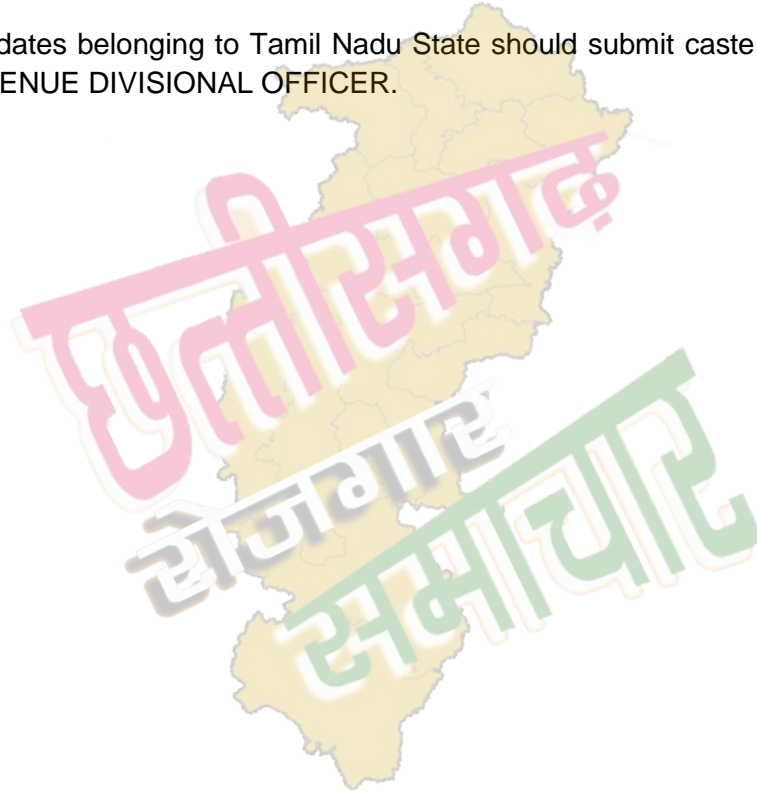 dates belonging to Tamil Nadu State should submit caste
ENUE DIVISIONAL OFFICER.
छत्तीसगढ़
रोजगार
समाचार